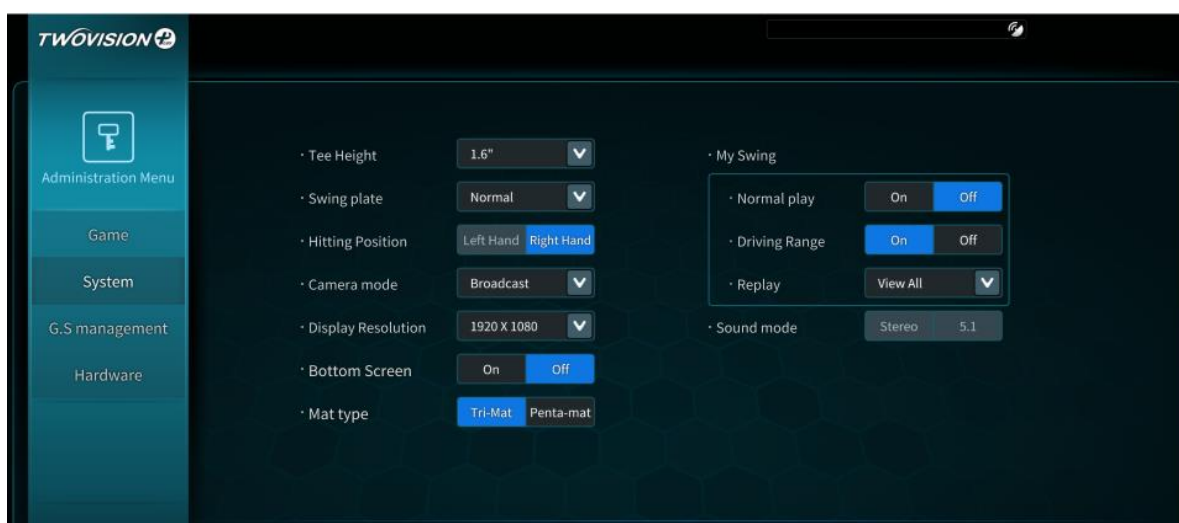 TWOVISION
Administration Menu
Game
System
G.S management
Hardware
· Tee Height 1.6"
· Swing plate Normal
· Hitting Position Left Hand Right Hand
· Camera mode Broadcast
· Display Resolution 1920 X 1080
· Bottom Screen On Off
· Mat type Tri-Mat Penta-mat
· My Swing
· Normal play On Off
· Driving Range On Off
· Replay View All
· Sound mode Stereo 5.1